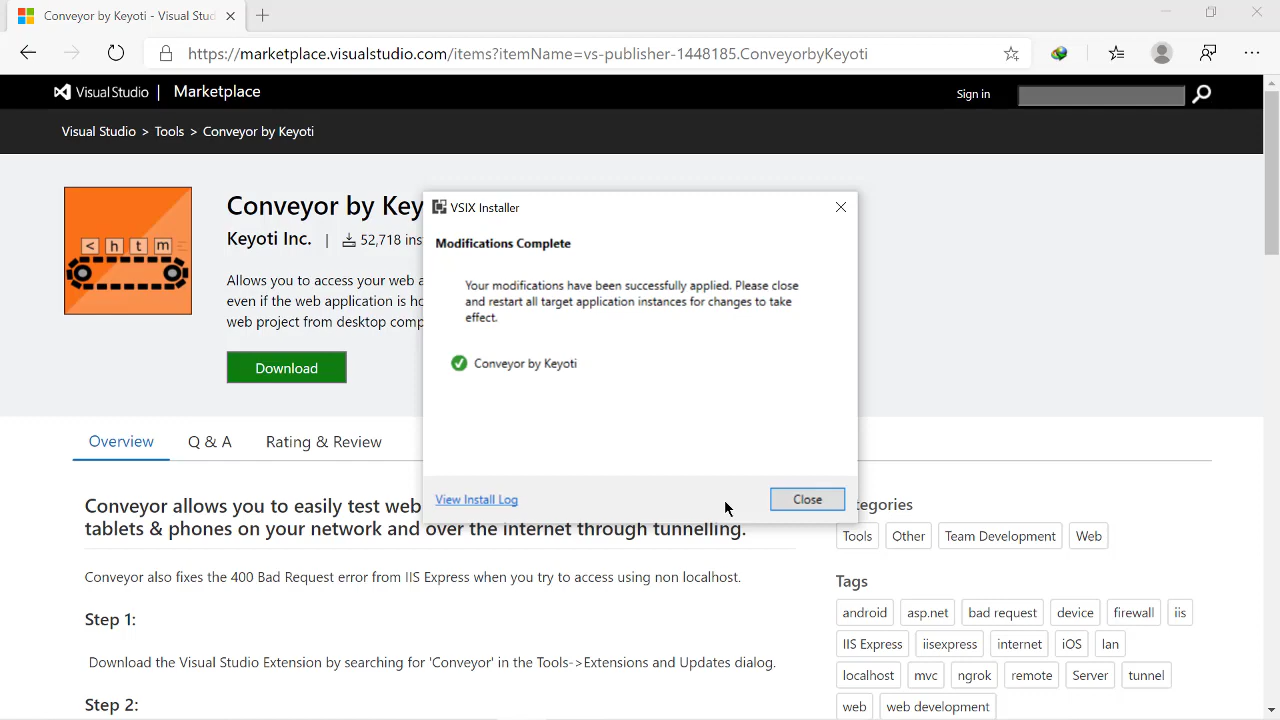 Conveyor by Keyoti - Visual Stud
https://marketplace.visualstudio.com/items?itemName=vs-publisher-1448185.ConveyorbyKeyoti
Visual Studio | Marketplace
Sign in
Visual Studio > Tools > Conveyor by Keyoti
< h t m
Conveyor by Key
Keyoti Inc. | 52,718 ins
Allows you to access your web a
even if the web application is ho
web project from desktop comp
Download
VSIX Installer
Modifications Complete
Your modifications have been successfully applied. Please close
and restart all target application instances for changes to take
effect.
Conveyor by Keyoti
View Install Log
Close
Overview Q & A Rating & Review
Conveyor allows you to easily test web
tablets & phones on your network and over the internet through tunnelling.
Conveyor also fixes the 400 Bad Request error from IIS Express when you try to access using non localhost.
Step 1:
Download the Visual Studio Extension by searching for 'Conveyor' in the Tools->Extensions and Updates dialog.
Step 2:
tegories
Tools Other Team Development Web
Tags
android asp.net bad request device firewall iis
IIS Express iisexpress internet iOS lan
localhost mvc ngrok remote Server tunnel
web web development